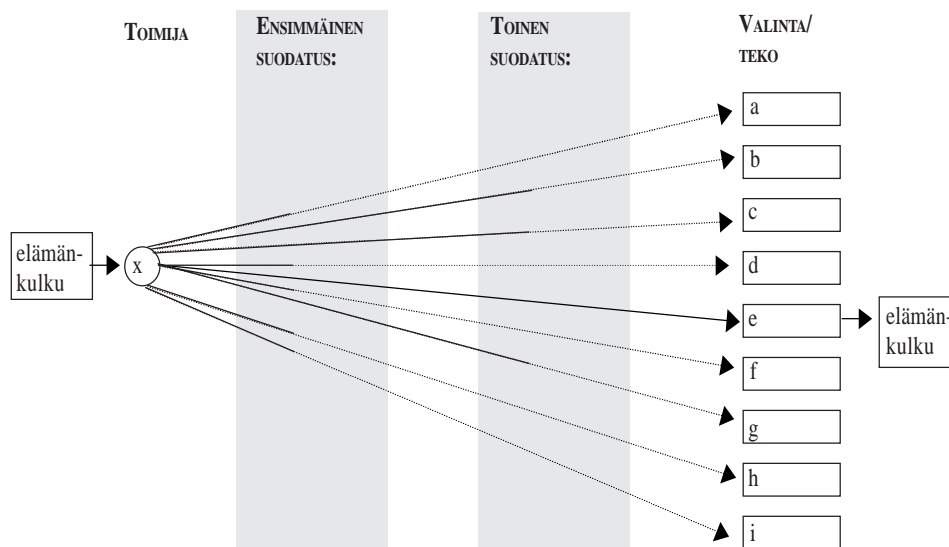 TOIMIJA
ENSIMMÄINEN
SUODATUS:
TOINEN
SUODATUS:
VALINTA/
TEKO
elämän-
kulku
x
a
b
c
d
e
f
g
h
i
elämän-
kulku